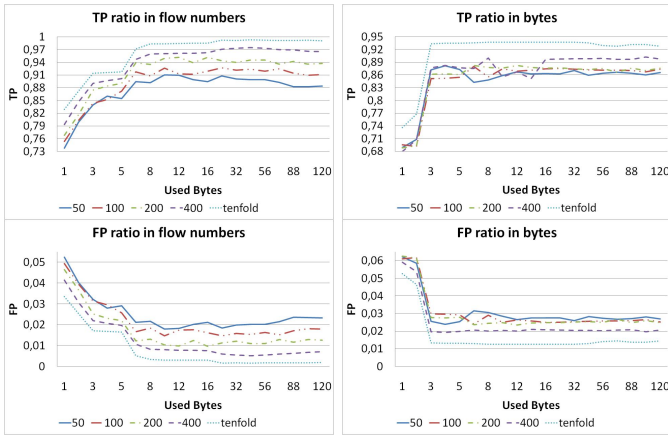 TP ratio in flow numbers
1
0,97
0,94
0,91
0,88
0,85
0,82
0,79
0,76
0,73
TP
1 3 5 8 12 16 32 56 88 120
Used Bytes
50 100 200 -400 tenfold
TP ratio in bytes
0,95
0,92
0,89
0,86
0,83
0,8
0,77
0,74
0,71
0,68
TP
1 3 5 8 12 16 32 56 88 120
Used Bytes
50 100 200 -400 tenfold
FP ratio in flow numbers
0,05
0,04
0,03
0,02
0,01
0
FP
1 3 5 8 12 16 32 56 88 120
Used Bytes
50 100 200 -400 tenfold
FP ratio in bytes
0,06
0,05
0,04
0,03
0,02
0,01
0
FP
1 3 5 8 12 16 32 56 88 120
Used Bytes
50 100 200 -400 tenfold